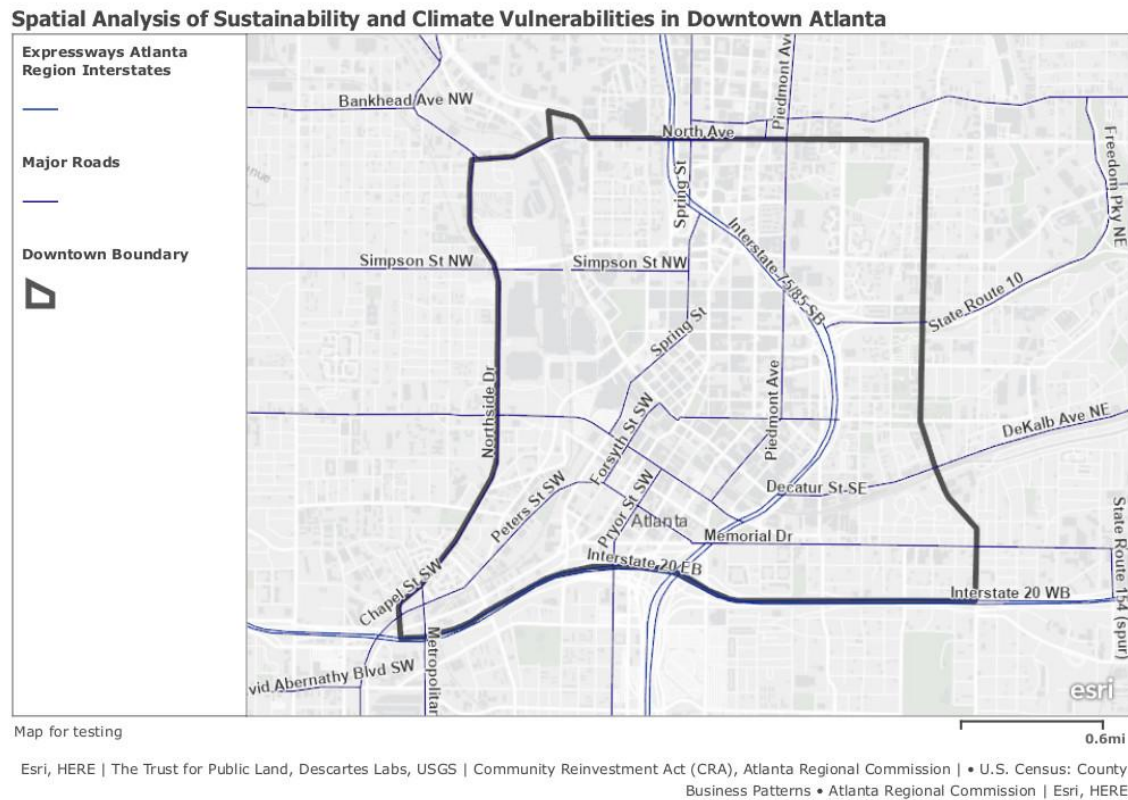 Spatial Analysis of Sustainability and Climate Vulnerabilities in Downtown Atlanta
Expressways Atlanta
Region Interstates
Major Roads
Downtown Boundary
Bankhead Ave NW
North Ave
Piedmont Ave
Freedom Pky NE
Spring St
Interstate 75/85 SB
Simpson St NW
Simpson St NW
State Route 10
Spring St
Northside Dr
Piedmont Ave
Forsyth St SW
DeKalb Ave NE
Peters St SW
Pryor St SW
Decatur St SE
Atlanta
Memorial Dr
State Route 154 (spur)
Interstate 20 EB
Chapel St SW
Interstate 20 WB
Metropolitan
vid Abernathy Blvd SW
esri
Map for testing
0.6mi
Esri, HERE | The Trust for Public Land, Descartes Labs, USGS | Community Reinvestment Act (CRA), Atlanta Regional Commission | • U.S. Census: County
Business Patterns • Atlanta Regional Commission | Esri, HERE